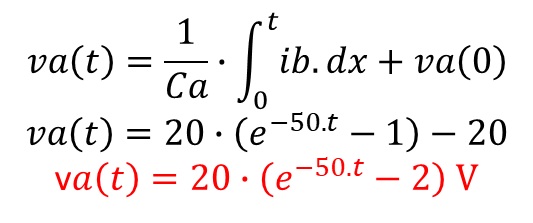 va(t) = 1/Ca · ∫₀ᵗ ib.dx + va(0)
va(t) = 20 · (e^−50.t − 1) − 20
va(t) = 20 · (e^−50.t − 2) V